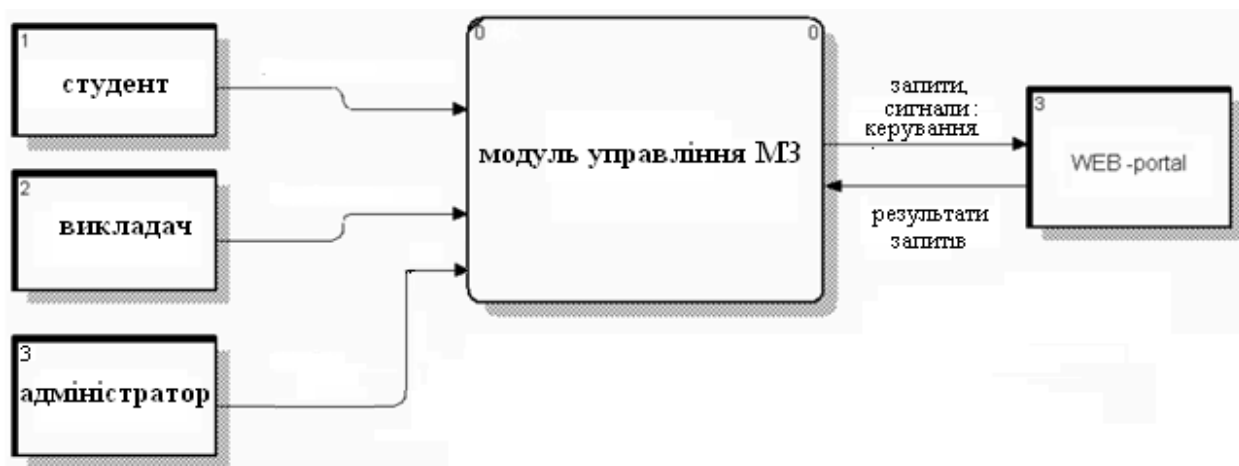 1
студент
2
викладач
3
адміністратор
0
0
модуль управління МЗ
запити,
сигнали :
керування
результати
запитів
3
WEB -portal